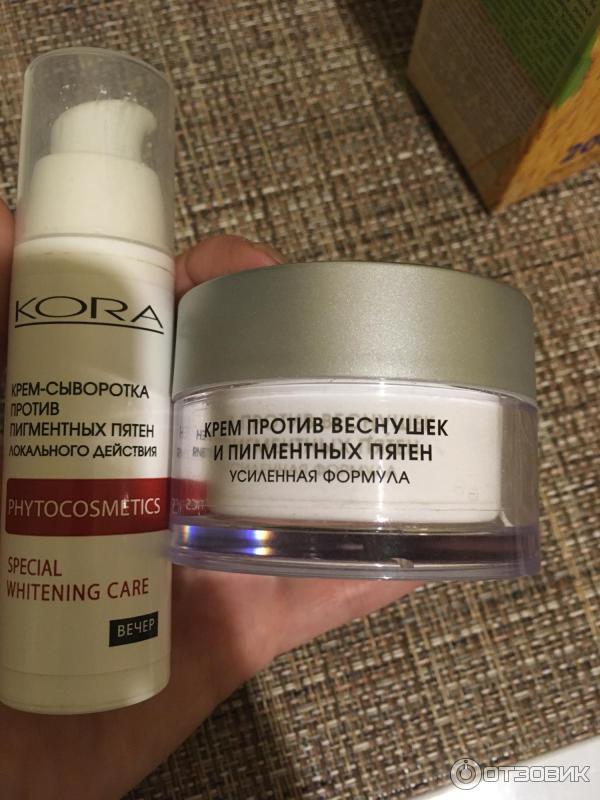 KORA
КРЕМ-СЫВОРОТКА
ПРОТИВ
ПИГМЕНТНЫХ ПЯТЕН
ЛОКАЛЬНОГО ДЕЙСТВИЯ
PHYTOCOSMETICS
SPECIAL
WHITENING CARE
ВЕЧЕР
КРЕМ ПРОТИВ ВЕСНУШЕК
И ПИГМЕНТНЫХ ПЯТЕН
УСИЛЕННАЯ ФОРМУЛА
ОТЗОВИК